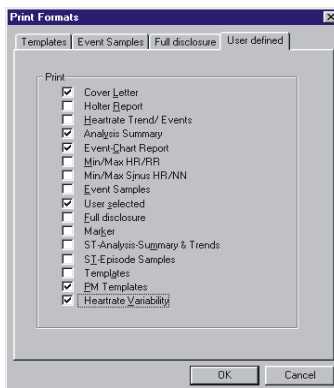 Print Formats
Templates Event Samples Full disclosure User defined
Print
Cover Letter
Holter Report
Heartrate Trend/ Events
Analysis Summary
Event-Chart Report
Min/Max HR/RR
Min/Max Sinus HR/NN
Event Samples
User selected
Full disclosure
Marker
ST-Analysis-Summary & Trends
ST-Episode Samples
Templates
PM Templates
Heartrate Variability
OK Cancel